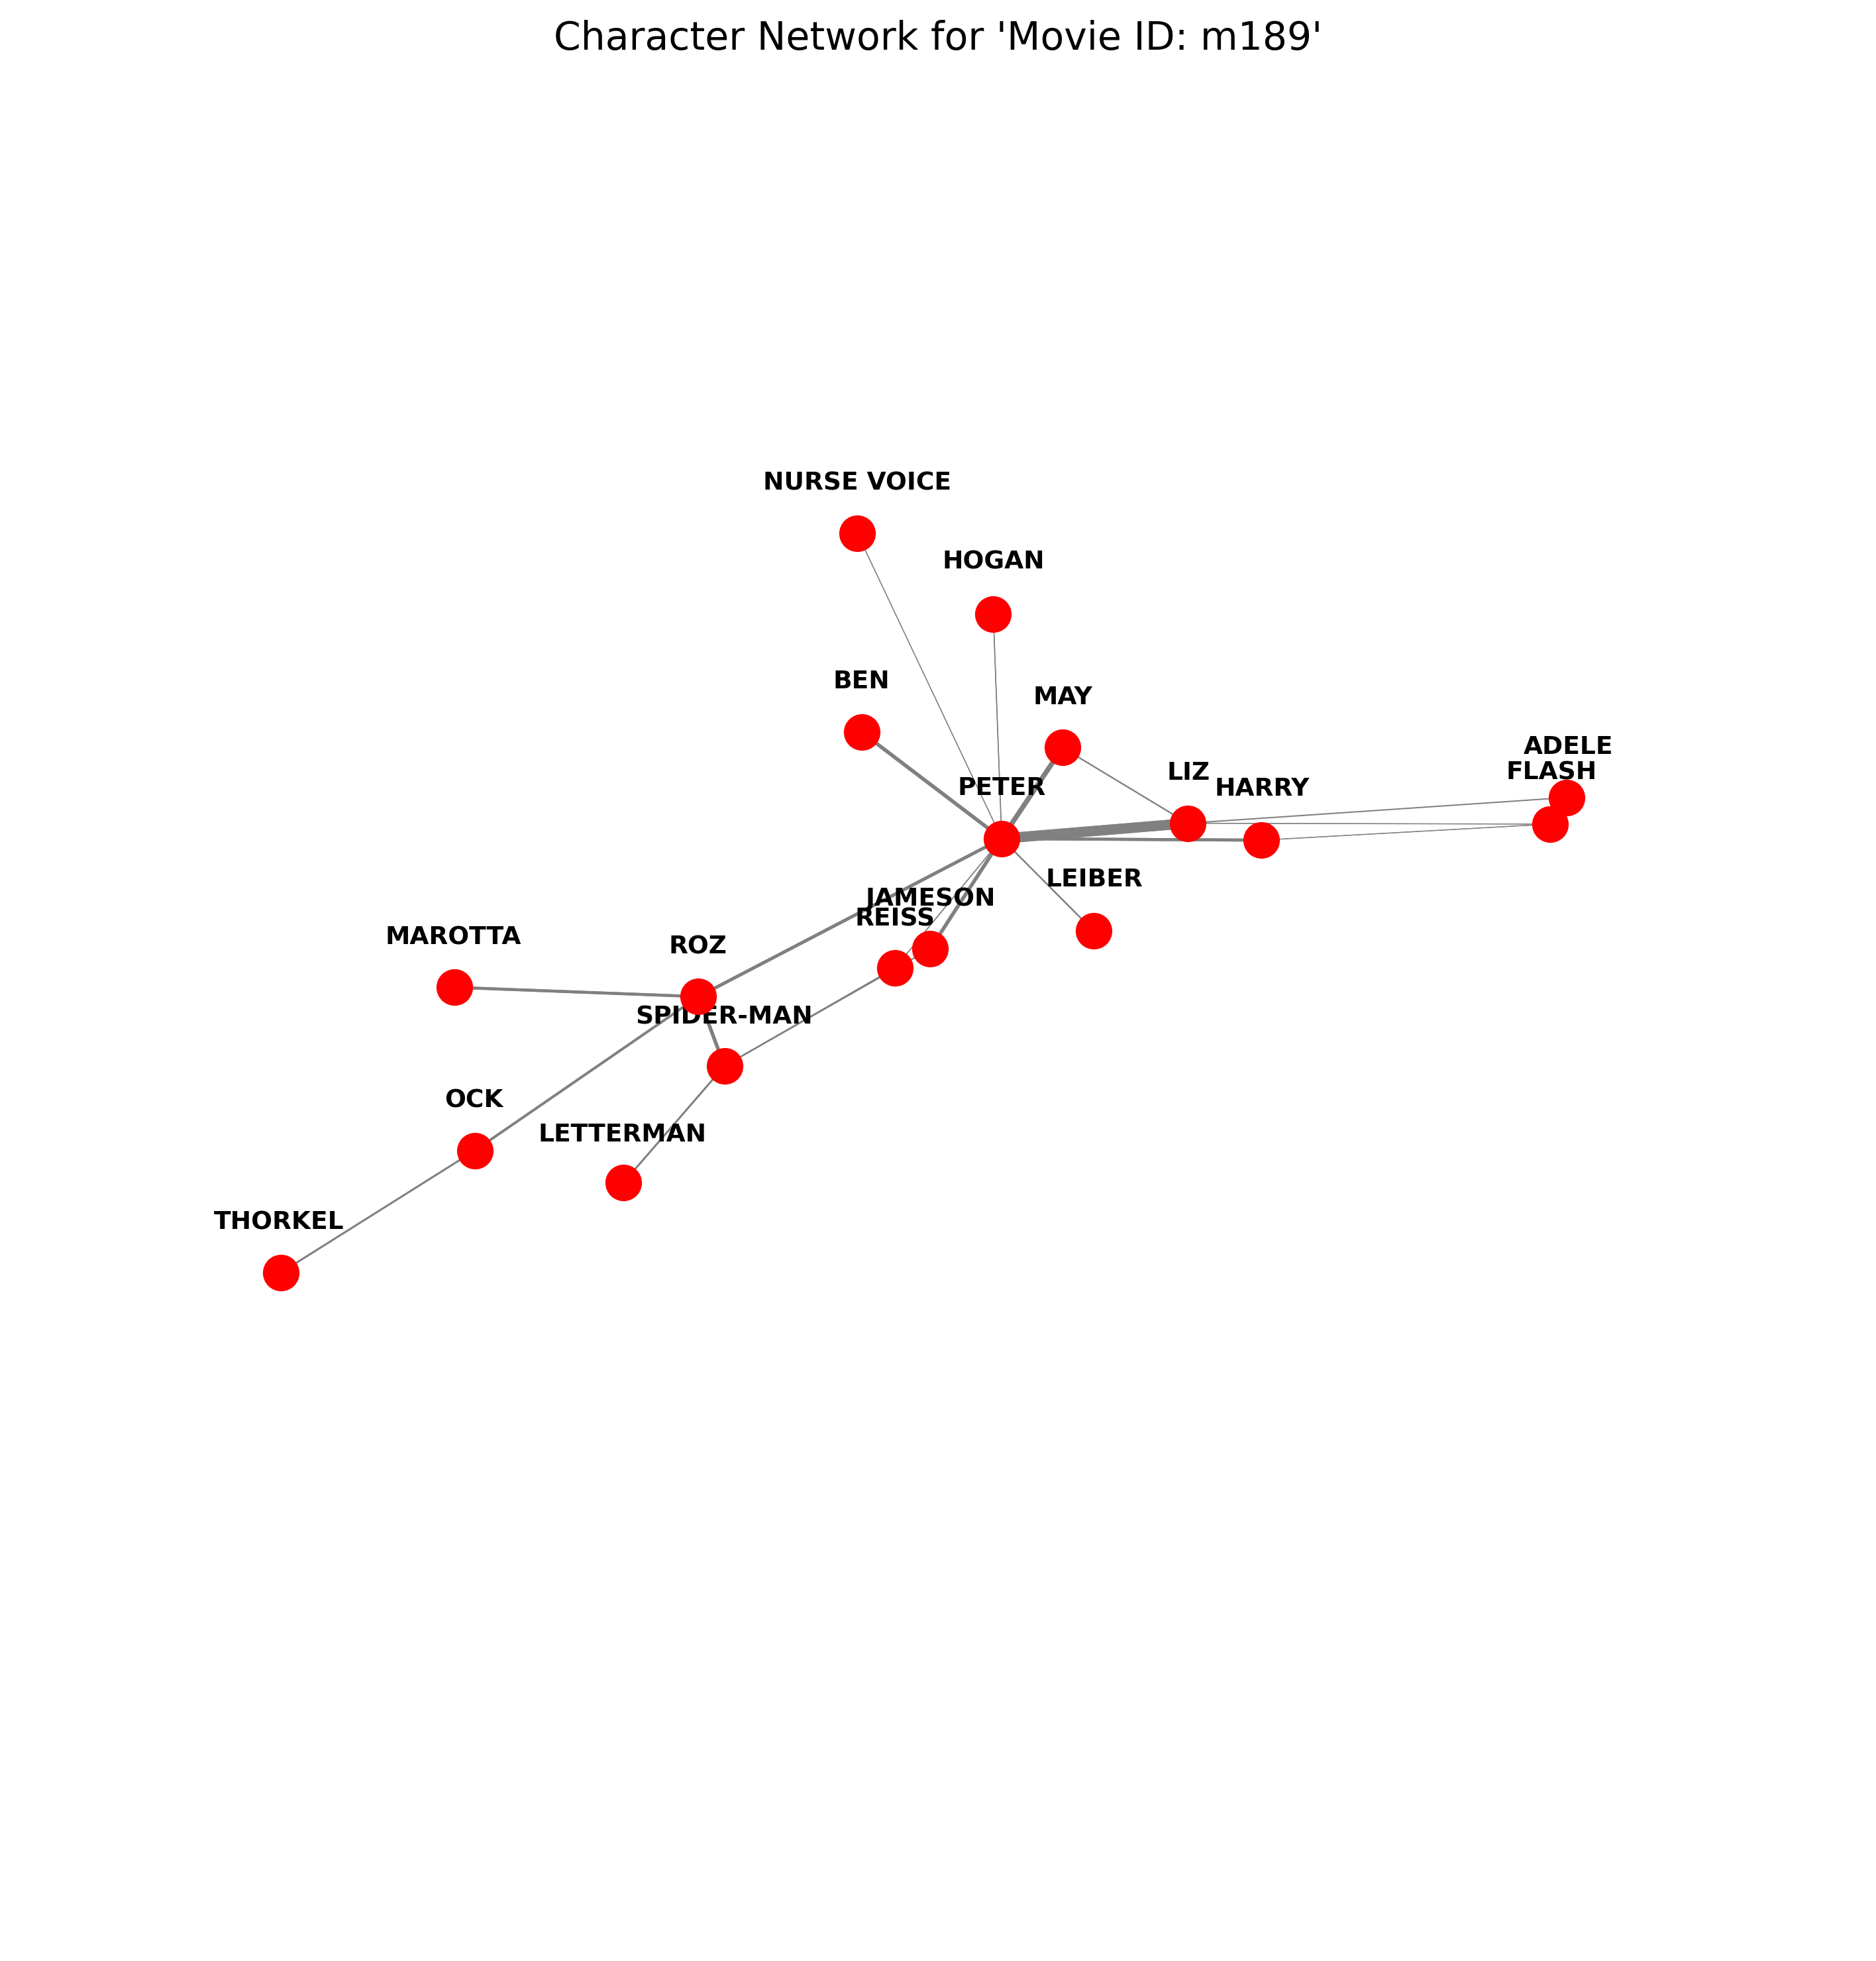 Character Network for 'Movie ID: m189'
NURSE VOICE
HOGAN
BEN
MAY
ADELE
FLASH
LIZ
HARRY
PETER
LEIBER
JAMESON
REISS
MAROTTA
ROZ
SPIDER-MAN
OCK
LETTERMAN
THORKEL